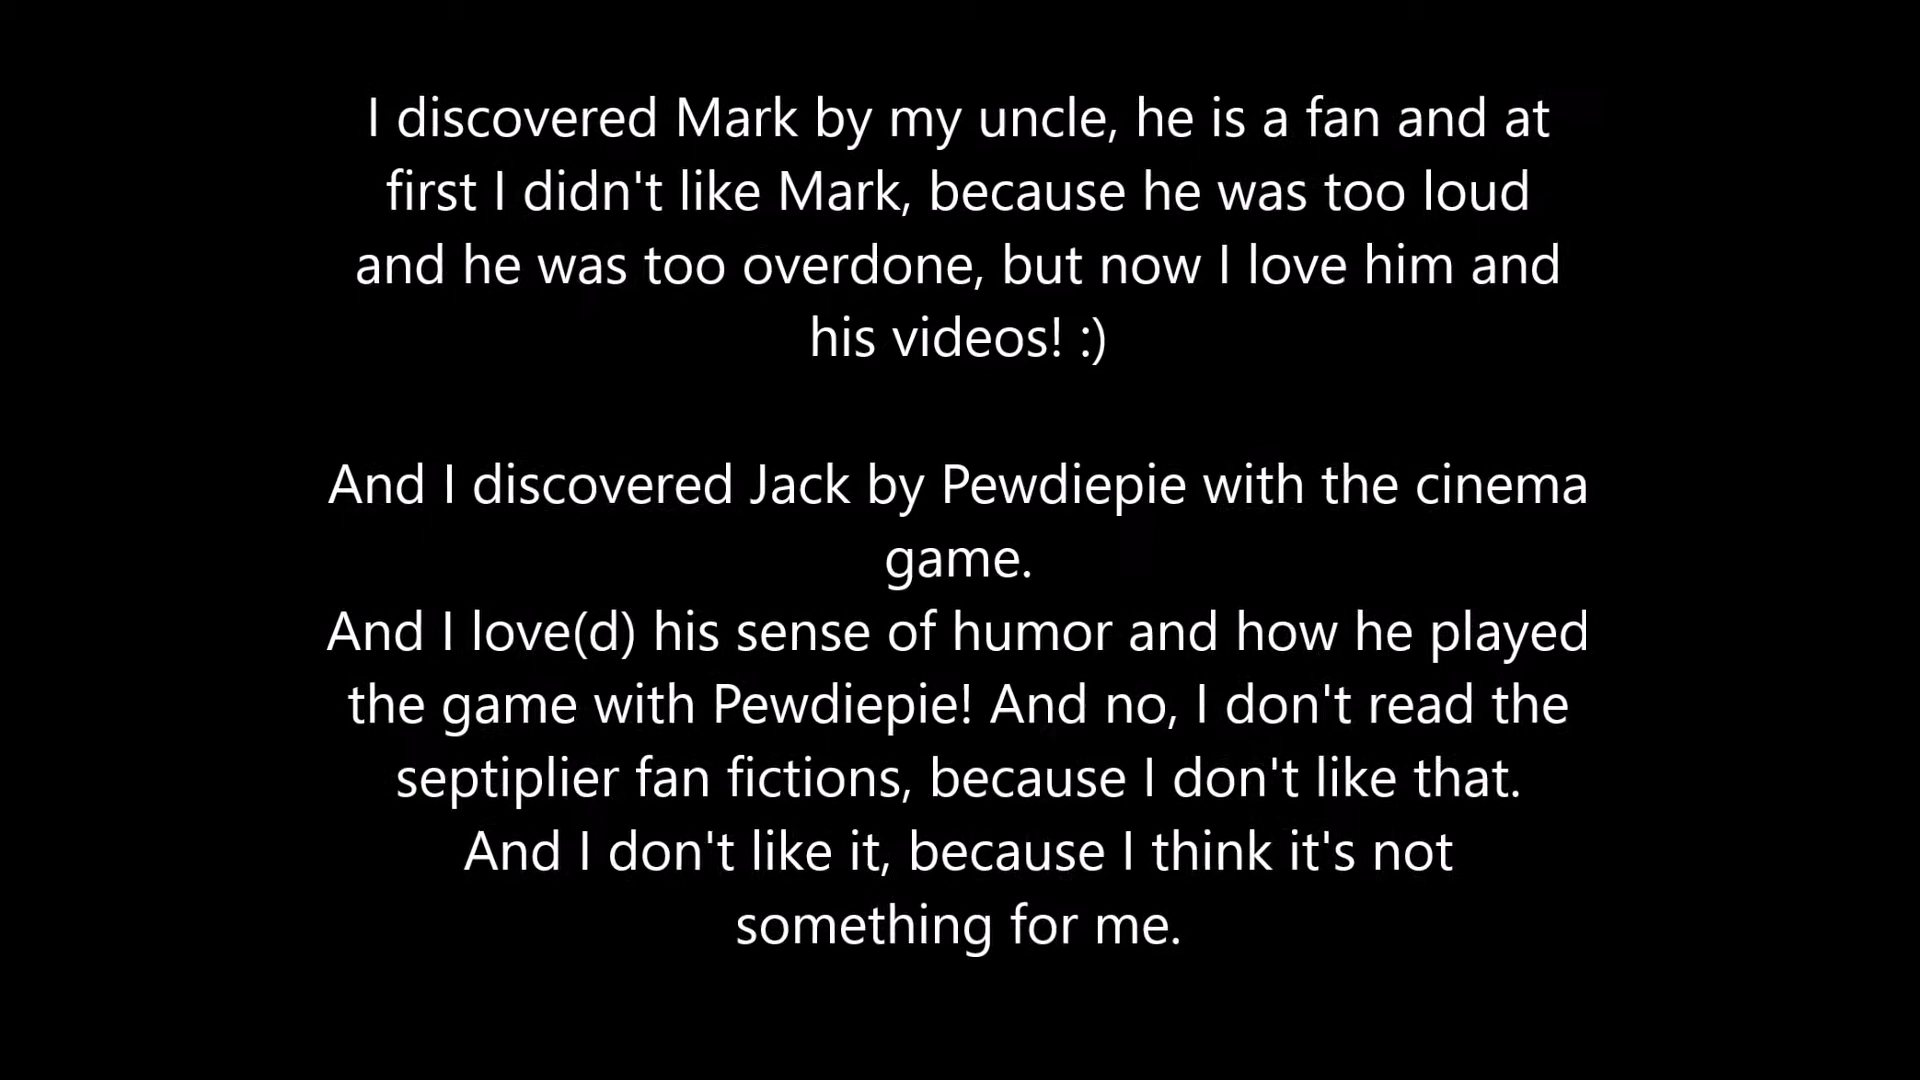 I discovered Mark by my uncle, he is a fan and at
first I didn't like Mark, because he was too loud
and he was too overdone, but now I love him and
his videos! :)
And I discovered Jack by Pewdiepie with the cinema
game.
And I love(d) his sense of humor and how he played
the game with Pewdiepie! And no, I don't read the
septiplier fan fictions, because I don't like that.
And I don't like it, because I think it's not
something for me.